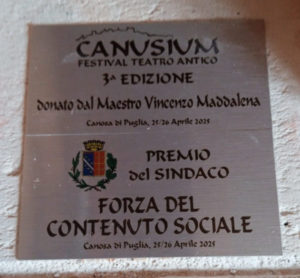 CANUSIUM
FESTIVAL TEATRO ANTICO
3ª EDIZIONE
donato dal Maestro Vincenzo Maddalena
Canosa di Puglia, 25/26 Aprile 2025
PREMIO
del SINDACO
FORZA DEL
CONTENUTO SOCIALE
Canosa di Puglia, 25/26 Aprile 2025